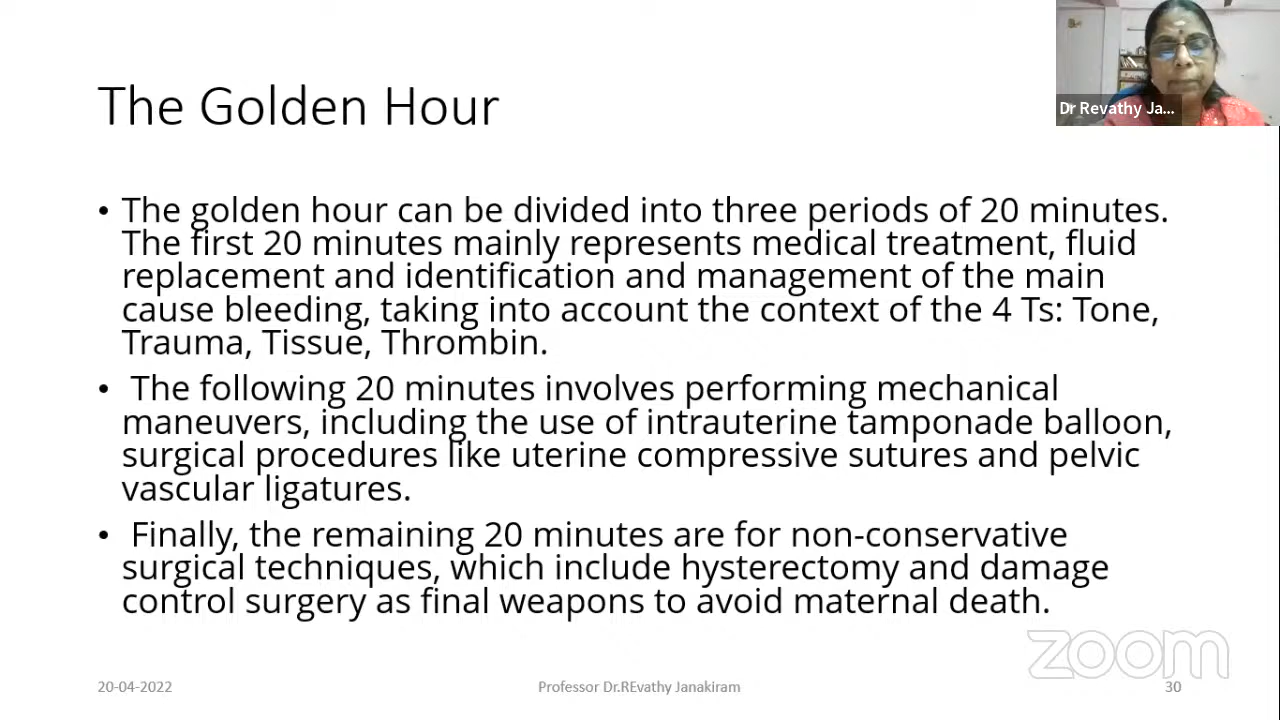 The Golden Hour
Dr Revathy Ja...
• The golden hour can be divided into three periods of 20 minutes.
The first 20 minutes mainly represents medical treatment, fluid
replacement and identification and management of the main
cause bleeding, taking into account the context of the 4 Ts: Tone,
Trauma, Tissue, Thrombin.
• The following 20 minutes involves performing mechanical
maneuvers, including the use of intrauterine tamponade balloon,
surgical procedures like uterine compressive sutures and pelvic
vascular ligatures.
• Finally, the remaining 20 minutes are for non-conservative
surgical techniques, which include hysterectomy and damage
control surgery as final weapons to avoid maternal death.
zoom
20-04-2022
Professor Dr.REvathy Janakiram
30